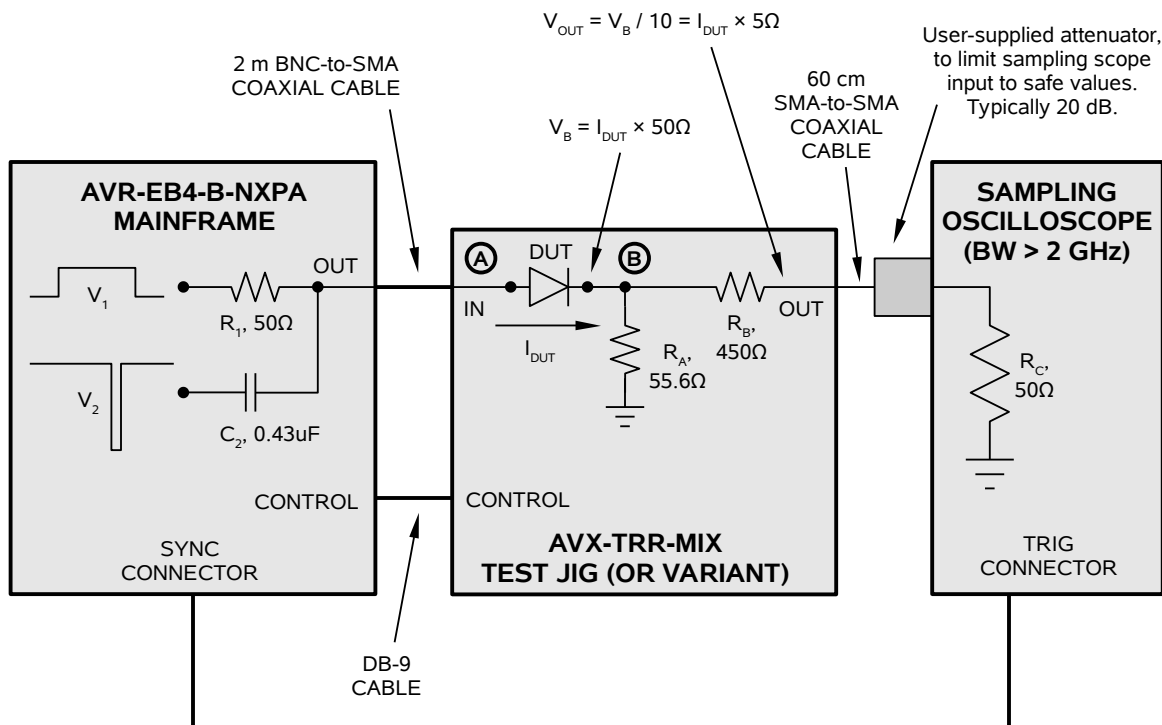 V_OUT = V_B / 10 = I_DUT × 5Ω
User-supplied attenuator,
to limit sampling scope
input to safe values.
Typically 20 dB.
2 m BNC-to-SMA
COAXIAL CABLE
60 cm
SMA-to-SMA
COAXIAL
CABLE
V_B = I_DUT × 50Ω
AVR-EB4-B-NXPA
MAINFRAME
V_1
R_1, 50Ω
OUT
V_2
C_2, 0.43uF
CONTROL
SYNC
CONNECTOR
A
DUT
B
IN
I_DUT
R_A,
55.6Ω
R_B,
450Ω
OUT
CONTROL
AVX-TRR-MIX
TEST JIG (OR VARIANT)
SAMPLING
OSCILLOSCOPE
(BW > 2 GHz)
R_C,
50Ω
TRIG
CONNECTOR
DB-9
CABLE